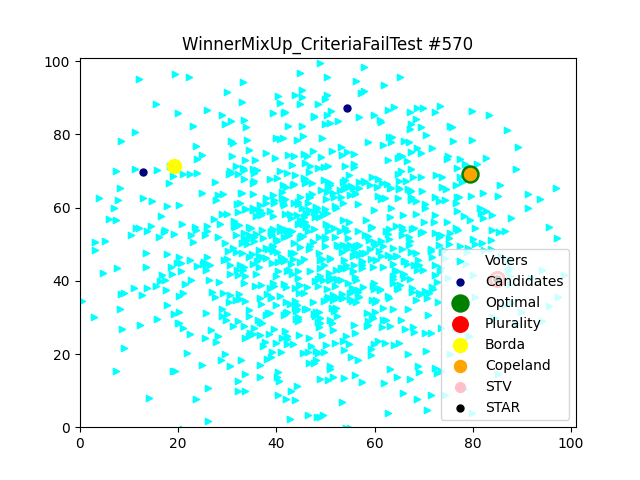 WinnerMixUp_CriteriaFailTest #570
100
80
60
40
20
0
0 20 40 60 80 100
Voters
Candidates
Optimal
Plurality
Borda
Copeland
STV
STAR